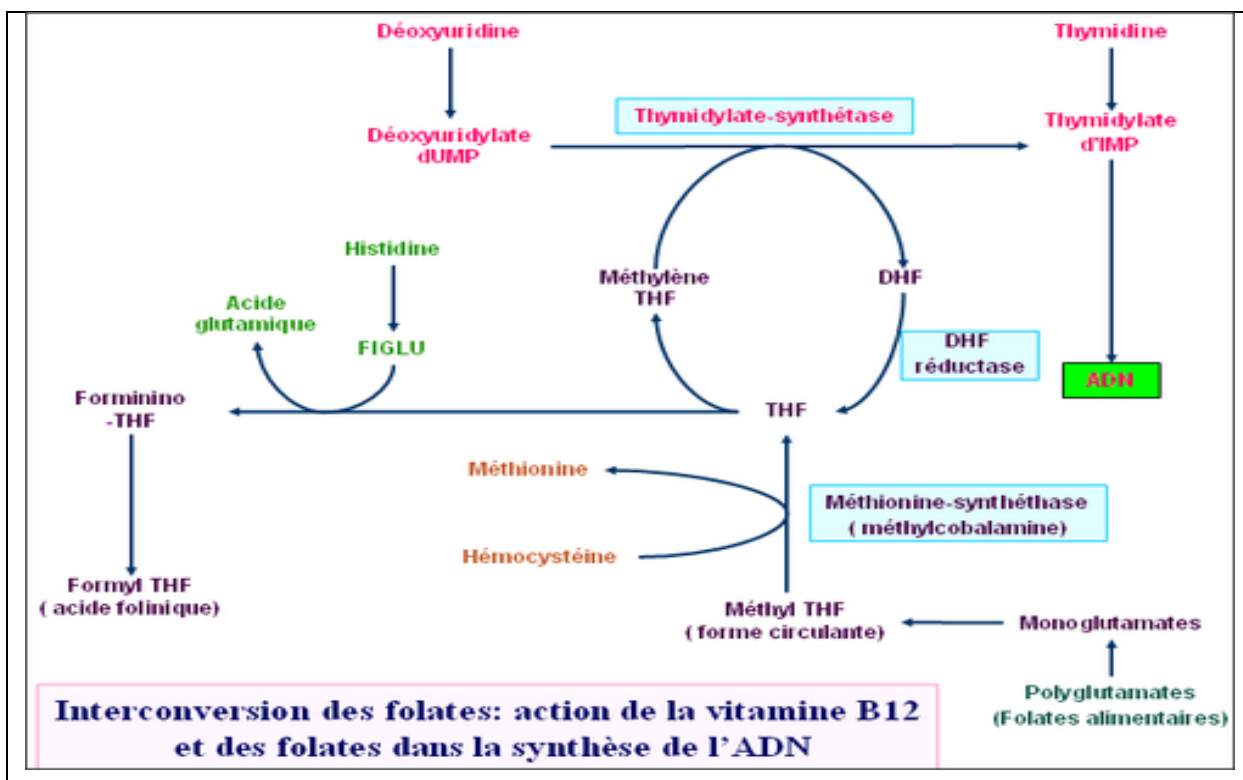 Déoxyuridine
Thymidine
Thymidylate-synthétase
Déoxyuridylate
dUMP
Thymidylate
d'IMP
Histidine
Méthylène
THF
DHF
Acide
glutamique
FIGLU
DHF
réductase
ADN
Forminino
-THF
THF
Méthionine
Méthionine-synthéthase
( méthylcobalamine)
Hémocystéine
Formyl THF
( acide folinique)
Méthyl THF
( forme circulante)
Monoglutamates
Polyglutamates
(Folates alimentaires)
Interconversion des folates: action de la vitamine B12
et des folates dans la synthèse de l'ADN